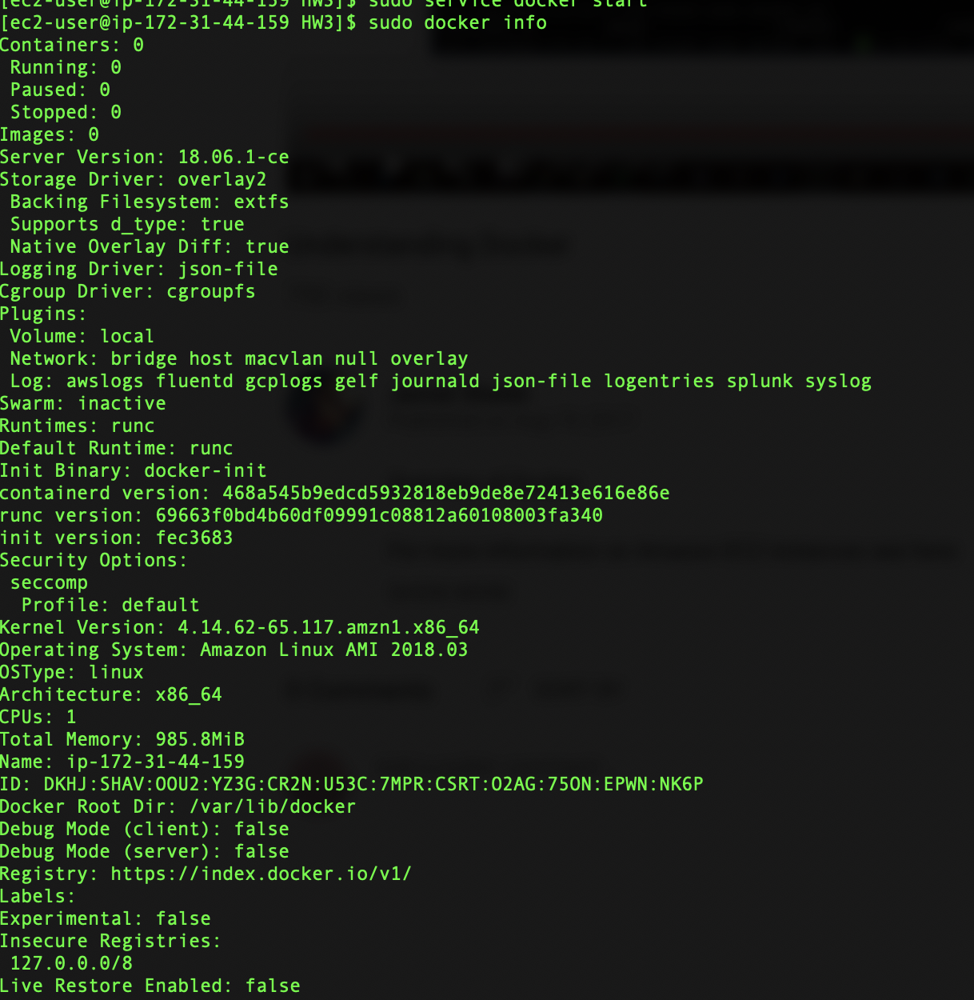 [ec2-user@ip-172-31-44-159 HW3]$ sudo service docker start
[ec2-user@ip-172-31-44-159 HW3]$ sudo docker info
Containers: 0
 Running: 0
 Paused: 0
 Stopped: 0
Images: 0
Server Version: 18.06.1-ce
Storage Driver: overlay2
 Backing Filesystem: extfs
 Supports d_type: true
 Native Overlay Diff: true
Logging Driver: json-file
Cgroup Driver: cgroupfs
Plugins:
 Volume: local
 Network: bridge host macvlan null overlay
 Log: awslogs fluentd gcplogs gelf journald json-file logentries splunk syslog
Swarm: inactive
Runtimes: runc
Default Runtime: runc
Init Binary: docker-init
containerd version: 468a545b9edcd5932818eb9de8e72413e616e86e
runc version: 69663f0bd4b60df09991c08812a60108003fa340
init version: fec3683
Security Options:
 seccomp
  Profile: default
Kernel Version: 4.14.62-65.117.amzn1.x86_64
Operating System: Amazon Linux AMI 2018.03
OSType: linux
Architecture: x86_64
CPUs: 1
Total Memory: 985.8MiB
Name: ip-172-31-44-159
ID: DKHJ:SHAV:OOU2:YZ3G:CR2N:U53C:7MPR:CSRT:O2AG:75ON:EPWN:NK6P
Docker Root Dir: /var/lib/docker
Debug Mode (client): false
Debug Mode (server): false
Registry: https://index.docker.io/v1/
Labels:
Experimental: false
Insecure Registries:
 127.0.0.0/8
Live Restore Enabled: false